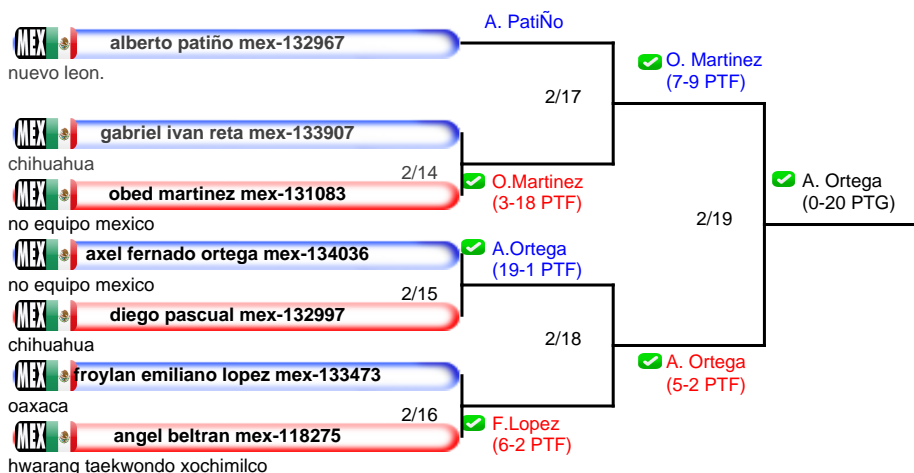 MEX alberto patiño mex-132967
nuevo leon.
MEX gabriel ivan reta mex-133907
chihuahua
2/14
MEX obed martinez mex-131083
no equipo mexico
MEX axel fernado ortega mex-134036
no equipo mexico
2/15
MEX diego pascual mex-132997
chihuahua
MEX froylan emiliano lopez mex-133473
oaxaca
2/16
MEX angel beltran mex-118275
hwarang taekwondo xochimilco
A. PatiÑo
2/17
O.Martinez
(3-18 PTF)
A.Ortega
(19-1 PTF)
2/18
F.Lopez
(6-2 PTF)
O. Martinez
(7-9 PTF)
2/19
A. Ortega
(5-2 PTF)
A. Ortega
(0-20 PTG)